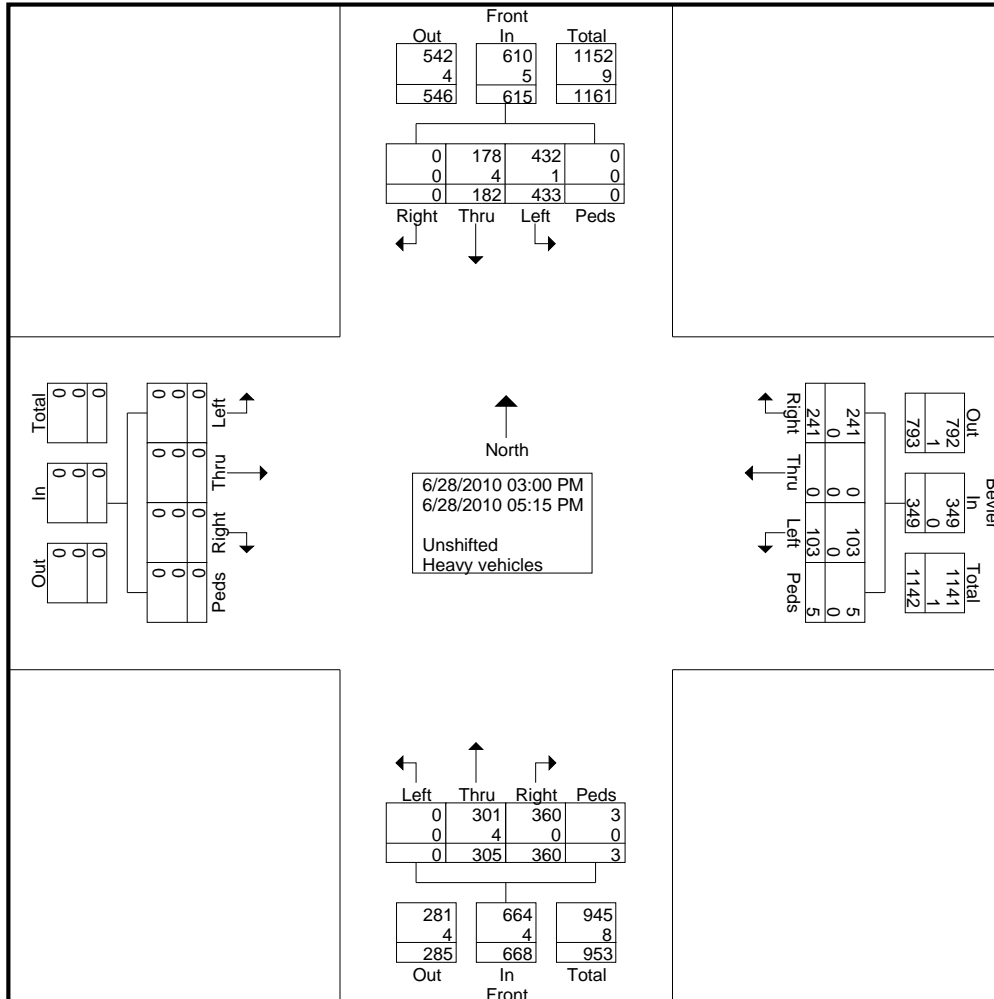 Front
Out In Total
542 610 1152
4 5 9
546 615 1161
0 178 432 0
0 4 1 0
0 182 433 0
Right Thru Left Peds
Total In Out
0 0 0
0 0 0
0 0 0
Left Thru Right Peds
0 0 0 0
0 0 0 0
0 0 0 0
North
6/28/2010 03:00 PM
6/28/2010 05:15 PM
Unshifted
Heavy vehicles
Bevier
Out In Total
792 349 1141
1 0 1
793 349 1142
241 0 103 5
0 0 0 0
241 0 103 5
Right Thru Left Peds
Left Thru Right Peds
0 301 360 3
0 4 0 0
0 305 360 3
281 664 945
4 4 8
285 668 953
Out In Total
Front